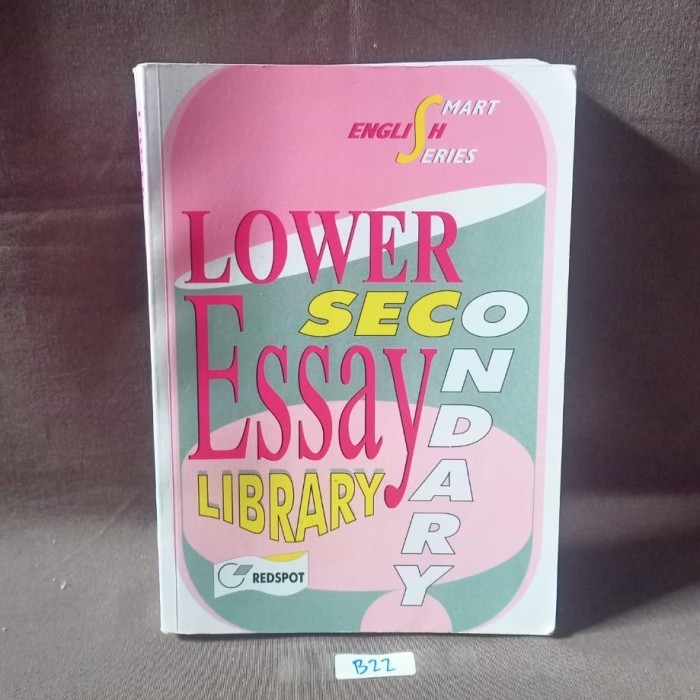 SMART
ENGLISH
SERIES
LOWER
SECONDARY
Essay
LIBRARY
REDSPOT
B22